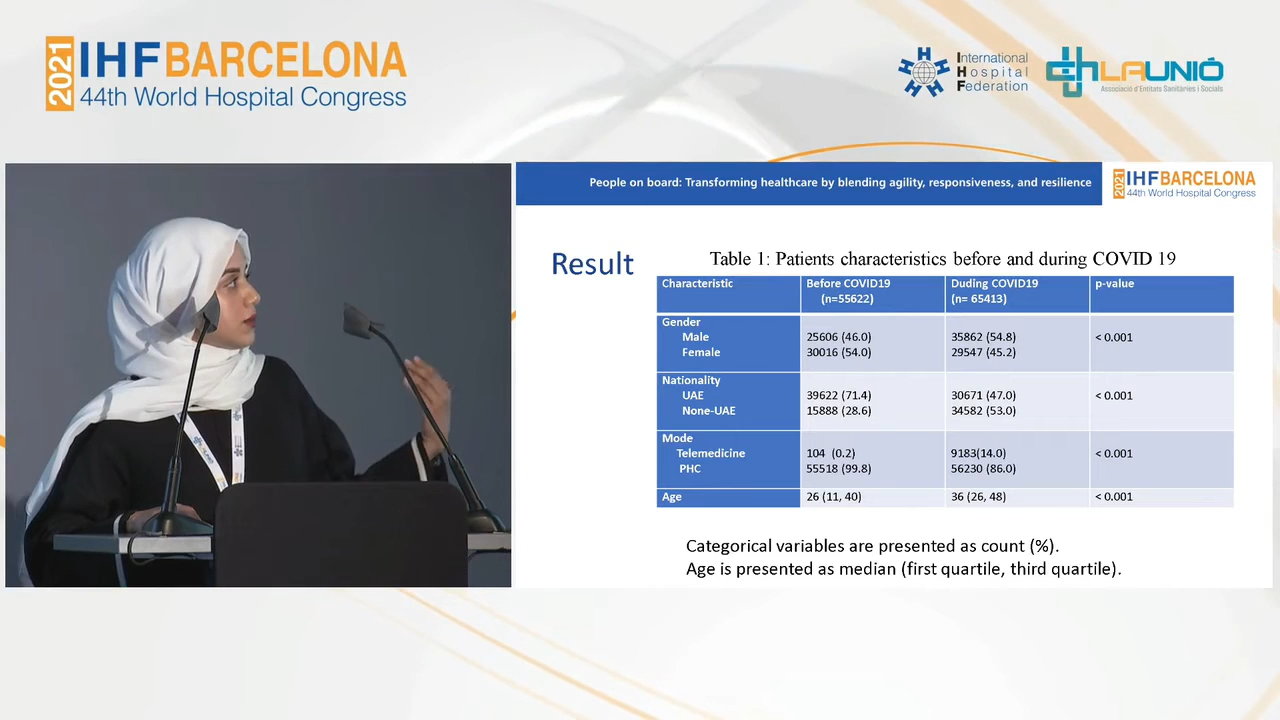 2021 IHF BARCELONA
44th World Hospital Congress
International
Hospital
Federation
I
H
F
LAUNIÓ
Associació d'Entitats Sanitàries i Socials
People on board: Transforming healthcare by blending agility, responsiveness, and resilience
2021 IHF BARCELONA
44th World Hospital Congress
Result
Table 1: Patients characteristics before and during COVID 19
Characteristic Before COVID19 Duding COVID19 p-value
(n=55622) (n= 65413)
Gender
Male 25606 (46.0) 35862 (54.8) < 0.001
Female 30016 (54.0) 29547 (45.2)
Nationality
UAE 39622 (71.4) 30671 (47.0) < 0.001
None-UAE 15888 (28.6) 34582 (53.0)
Mode
Telemedicine 104 (0.2) 9183(14.0) < 0.001
PHC 55518 (99.8) 56230 (86.0)
Age 26 (11, 40) 36 (26, 48) < 0.001
Categorical variables are presented as count (%).
Age is presented as median (first quartile, third quartile).